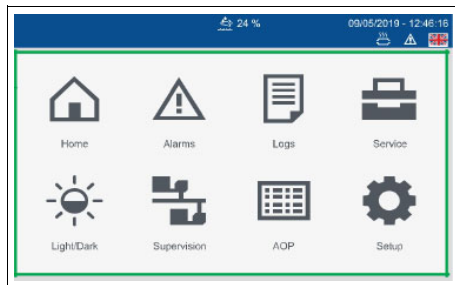 24 %
09/05/2019 - 12:46:16
Home
Alarms
Logs
Service
Light/Dark
Supervision
AOP
Setup